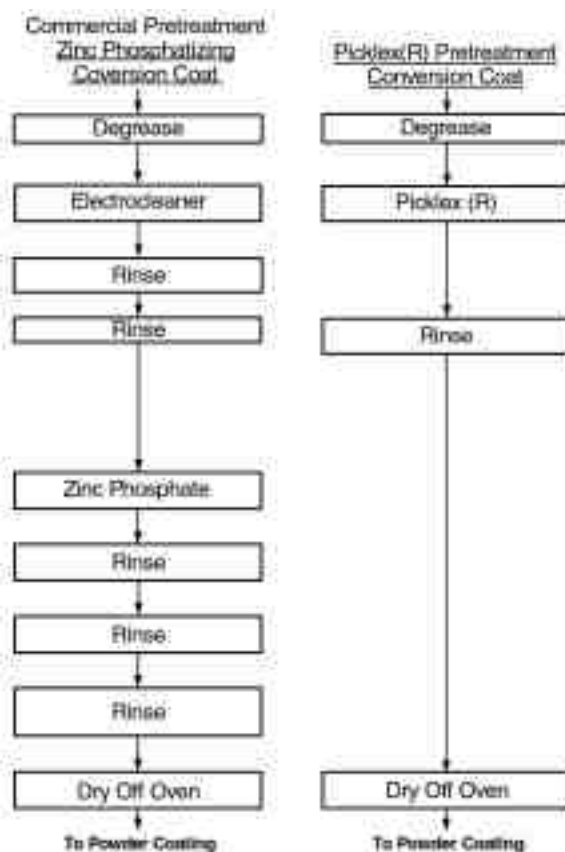 Commercial Pretreatment
Zinc Phosphatizing
Coversion Coat
Degrease
Electrocleaner
Rinse
Rinse
Zinc Phosphate
Rinse
Rinse
Rinse
Dry Off Oven
To Powder Coating
Picklex(R) Pretreatment
Conversion Coat
Degrease
Picklex (R)
Rinse
Dry Off Oven
To Powder Coating